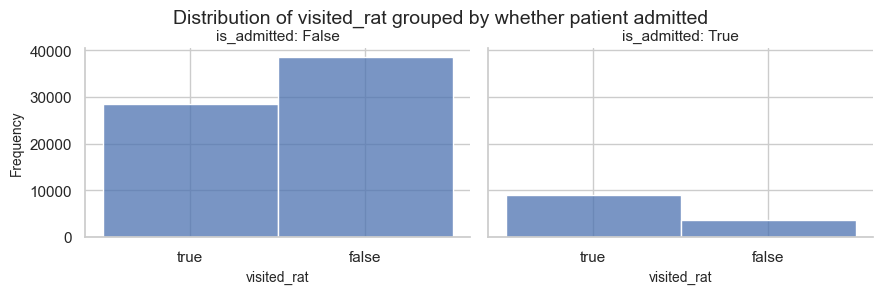 Distribution of visited_rat grouped by whether patient admitted
is_admitted: False
is_admitted: True
40000
30000
20000
10000
0
Frequency
true
false
true
false
visited_rat
visited_rat